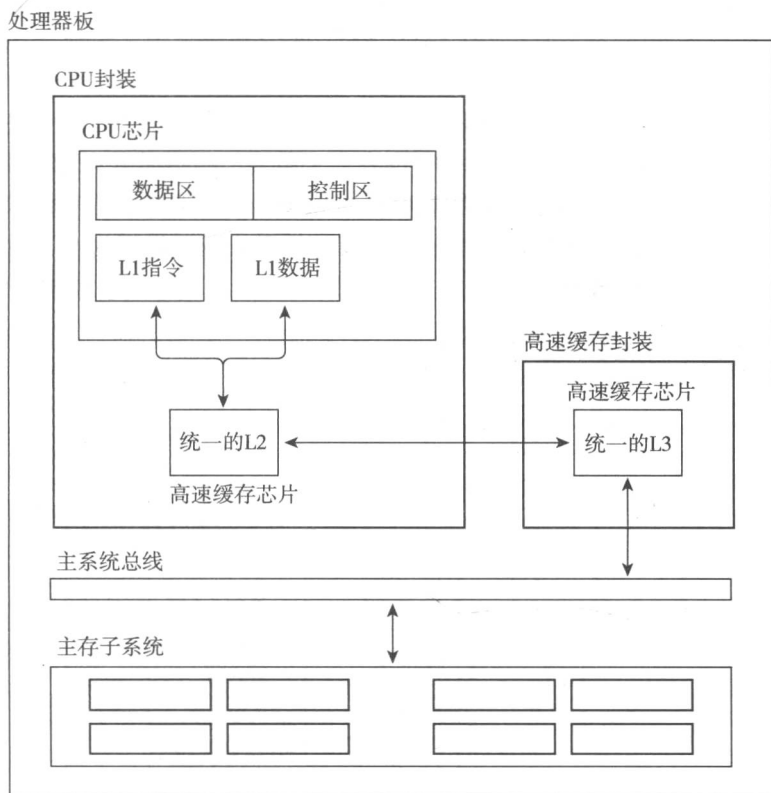 处理器板
CPU封装
CPU芯片
数据区
控制区
L1指令
L1数据
高速缓存封装
高速缓存芯片
统一的L2
统一的L3
高速缓存芯片
主系统总线
主存子系统